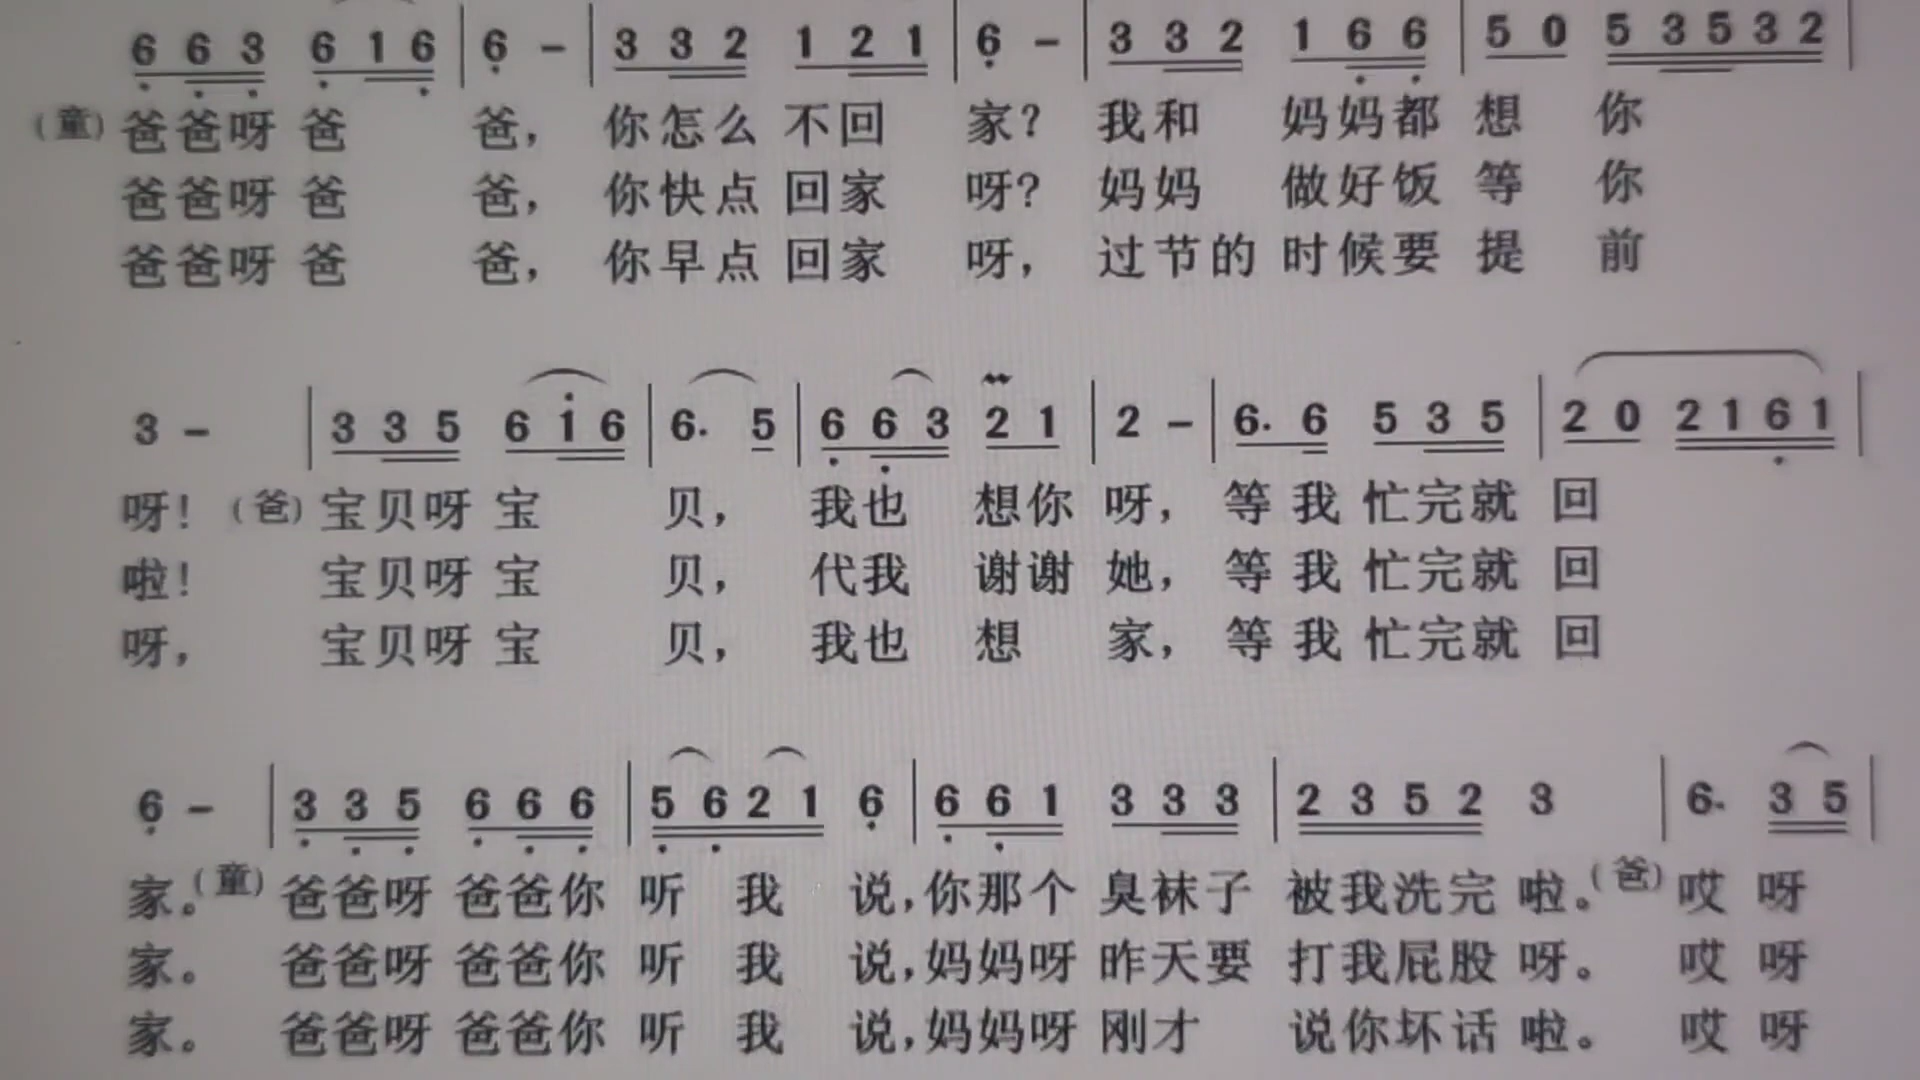 6 6 3 6 1 6 | 6 - | 3 3 2 1 2 1 | 6 - | 3 3 2 1 6 6 | 5 0 5 3 5 3 2 |
(童) 爸爸呀 爸 爸， 你怎么 不回 家？ 我和 妈妈都 想 你
爸爸呀 爸 爸， 你快点 回家 呀？ 妈妈 做好饭 等 你
爸爸呀 爸 爸， 你早点 回家 呀， 过节的 时候要 提 前
3 - | 3 3 5 6 1 6 | 6. 5 | 6 6 3 2 1 | 2 - | 6. 6 5 3 5 | 2 0 2 1 6 1 |
呀！ (爸) 宝贝呀 宝 贝， 我也 想你 呀， 等 我 忙完就 回
啦！ 宝贝呀 宝 贝， 代我 谢谢 她， 等 我 忙完就 回
呀， 宝贝呀 宝 贝， 我也 想 家， 等 我 忙完就 回
6 - | 3 3 5 6 6 6 | 5 6 2 1 6 | 6 6 1 3 3 3 | 2 3 5 2 3 | 6. 3 5 |
家。(童) 爸爸呀 爸爸你 听 我 说，你那个 臭袜子 被我洗完 啦。(爸) 哎 呀
家。 爸爸呀 爸爸你 听 我 说，妈妈呀 昨天要 打我屁股 呀。 哎 呀
家。 爸爸呀 爸爸你 听 我 说，妈妈呀 刚才 说你坏话 啦。 哎 呀